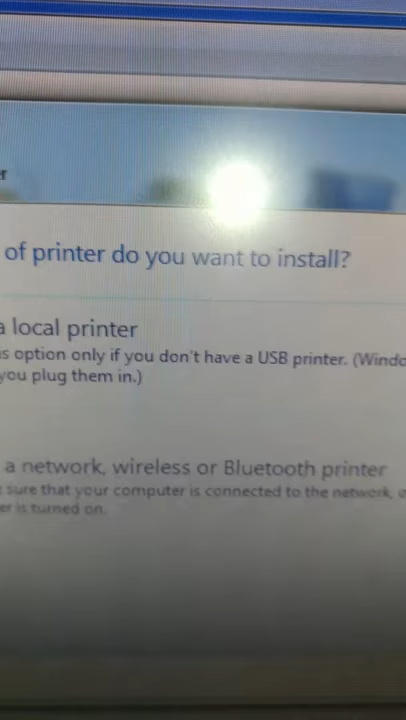 r
of printer do you want to install?
a local printer
is option only if you don't have a USB printer. (Windo
you plug them in.)
a network, wireless or Bluetooth printer
sure that your computer is connected to the network, o
er is turned on.